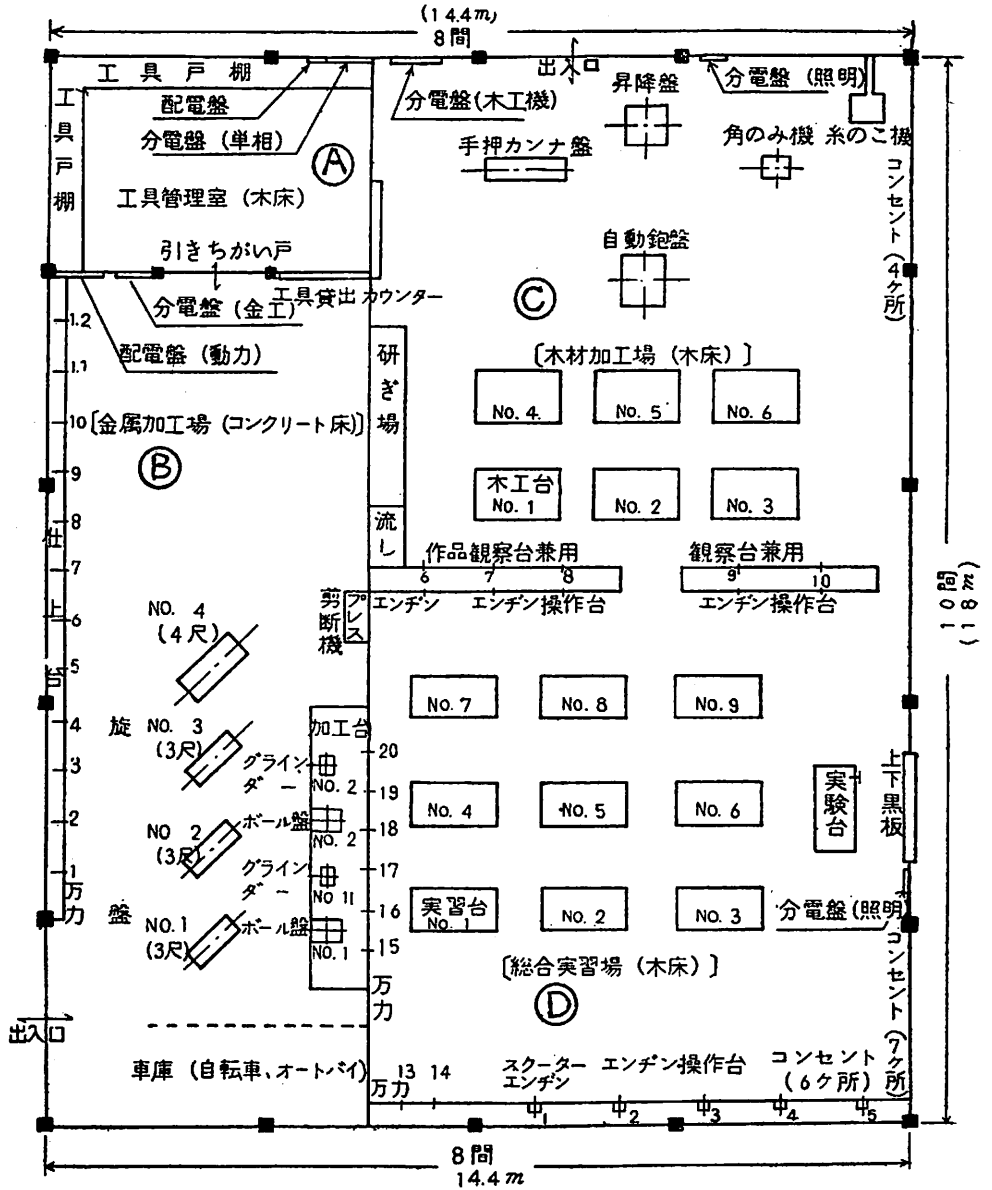 (14.4m)
8間
工具戸棚
配電盤
分電盤(単相)
分電盤(木工機)
出入口
昇降盤
分電盤(照明)
手押カンナ盤
角のみ機
糸のこ機
工具戸棚
A
工具管理室(木床)
引きちがい戸
自動鉋盤
コンセント(4ヶ所)
工具貸出カウンター
C
分電盤(金工)
配電盤(動力)
1.2
1.1
10
9
8
7
6
5
4
3
2
1
仕上台
万力
[金属加工場(コンクリート床)]
B
研ぎ場
流し
[木材加工場(木床)]
No.4.
No.5
No.6
木工台
No.1
No.2
No.3
作品観察台兼用
観察台兼用
6
7
8
9
10
エンヂン
エンヂン操作台
エンヂン操作台
剪断機
プレス
10間
(18m)
旋盤
NO. 4
(4尺)
NO. 3
(3尺)
NO 2
(3尺)
NO.1
(3尺)
加工台
グラインダー
No.2
ボール盤
No.2
グラインダー
No 11
ボール盤
No.1
20
19
18
17
16
15
万力
No.7
No.8
No.9
No.4
No.5
No.6
実習台
No.1
No.2
No.3
実験台
上下黒板
分電盤(照明)
コンセント(7ヶ所)
[総合実習場(木床)]
D
出入口
車庫(自転車、オートバイ)
万力
13
14
スクーターエンヂン
エンヂン操作台
コンセント
(6ヶ所)
1
2
3
4
5
8間
14.4m